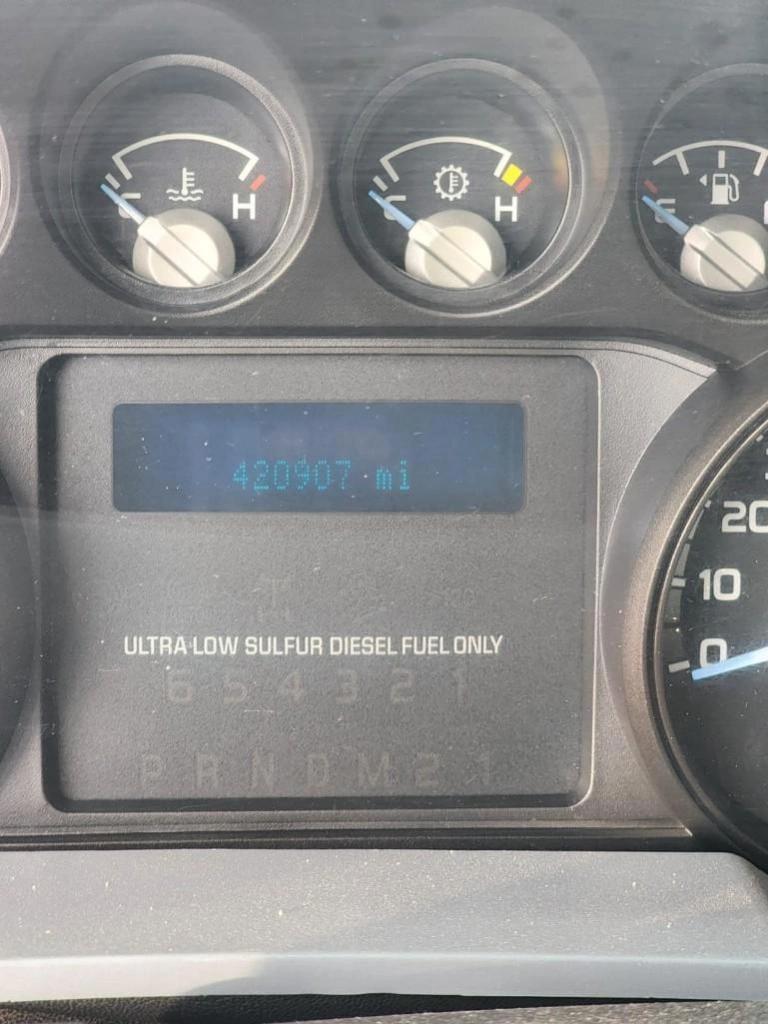 C H
C H
E
420907 mi
ULTRA LOW SULFUR DIESEL FUEL ONLY
6 5 4 3 2 1
P R N D M 2 1
20
10
0